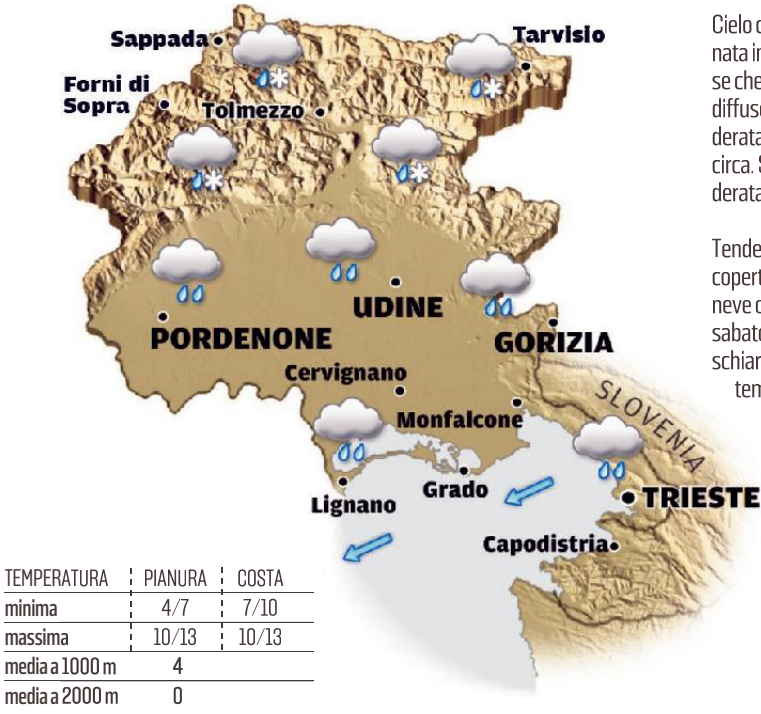 Sappada
Tarvisio
Forni di
Sopra
Tolmezzo
UDINE
PORDENONE
GORIZIA
Cervignano
Monfalcone
SLOVENIA
Lignano
Grado
TRIESTE
Capodistria
TEMPERATURA PIANURA COSTA
minima 4/7 7/10
massima 10/13 10/13
media a 1000 m 4
media a 2000 m 0
Cielo
nata in
se che
diffuse
derata
circa.
derata
Tende
copert
neve
sabato
schiar
tem